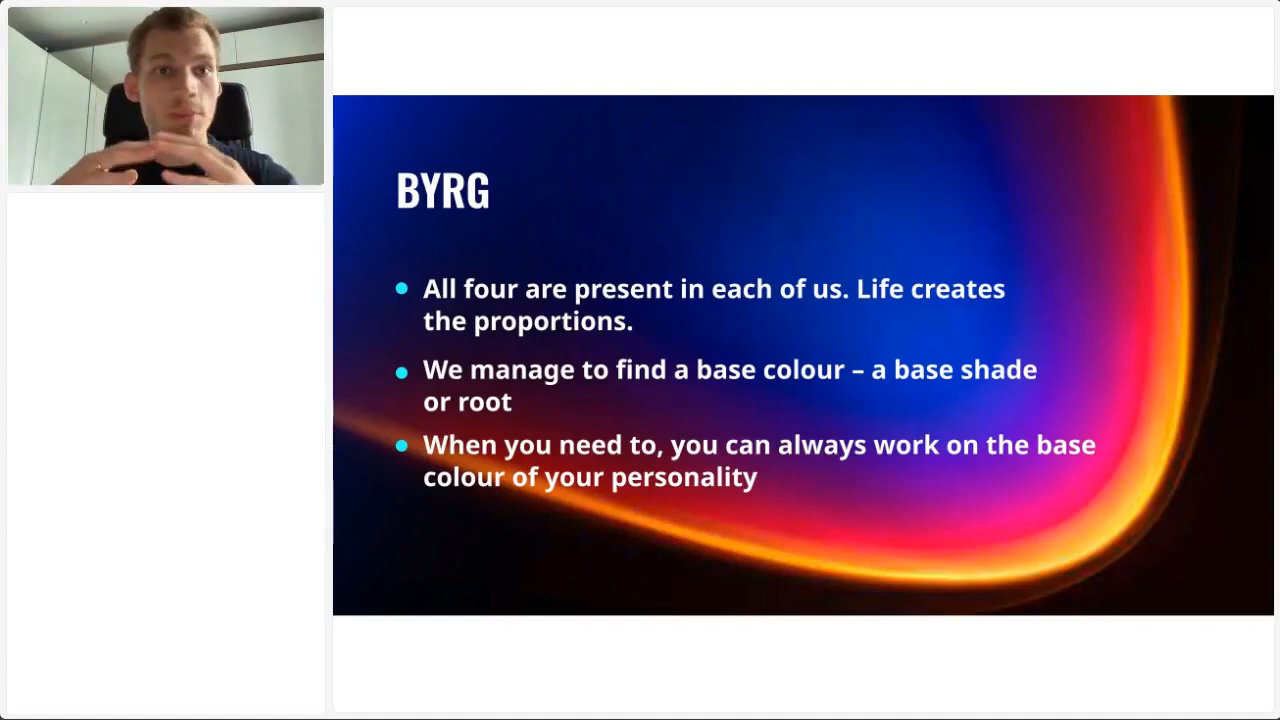 BYRG
All four are present in each of us. Life creates
the proportions.
We manage to find a base colour – a base shade
or root
When you need to, you can always work on the base
colour of your personality